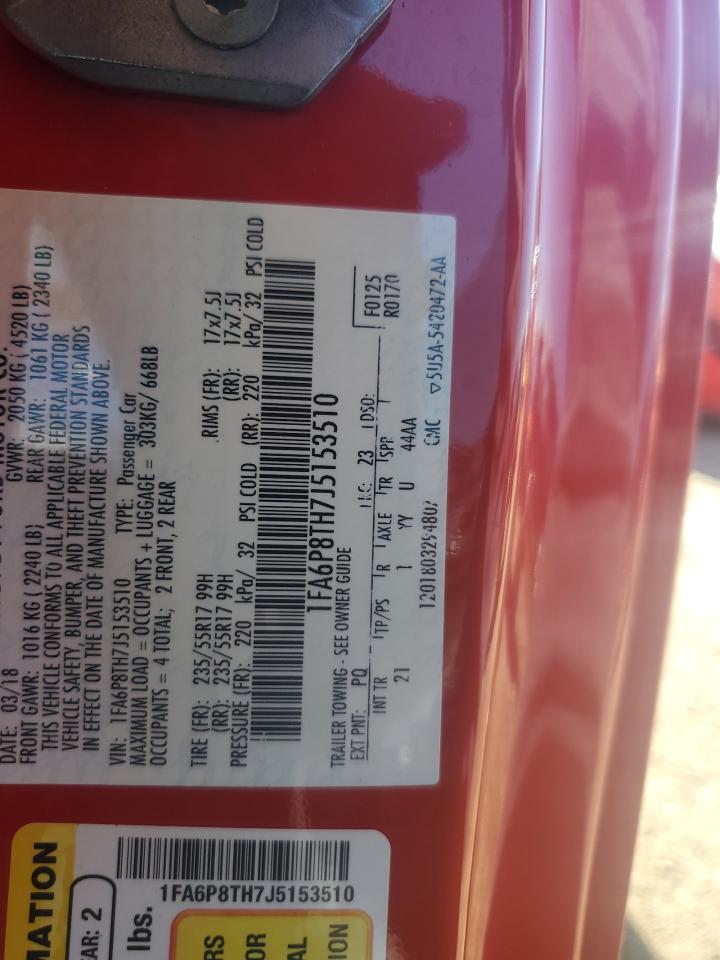 DATE: 03/18 GVWR: 2050 KG ( 4520 LB)
FRONT GAWR: 1016 KG ( 2240 LB) REAR GAWR: 1061 KG ( 2340 LB)
THIS VEHICLE CONFORMS TO ALL APPLICABLE FEDERAL MOTOR
VEHICLE SAFETY, BUMPER, AND THEFT PREVENTION STANDARDS
IN EFFECT ON THE DATE OF MANUFACTURE SHOWN ABOVE.
VIN: 1FA6P8TH7J5153510 TYPE: Passenger Car
MAXIMUM LOAD = OCCUPANTS + LUGGAGE = 303KG/ 668LB
OCCUPANTS = 4 TOTAL; 2 FRONT, 2 REAR
TIRE (FR): 235/55R17 99H RIMS (FR): 17x7.5J
(RR): 235/55R17 99H (RR): 17x7.5J
PRESSURE (FR): 220 kPa/ 32 PSI COLD (RR): 220 kPa/ 32 PSI COLD
1FA6P8TH7J5153510
TRAILER TOWING - SEE OWNER GUIDE F0125
EXT PNT: PQ 23 DSO: R0170
INT TR TP/PS R AXLE TR SPR
21 1 YY U 44AA
CMC 5U5A-5420472-AA
MATION
EAR: 2
lbs.
1FA6P8TH7J5153510